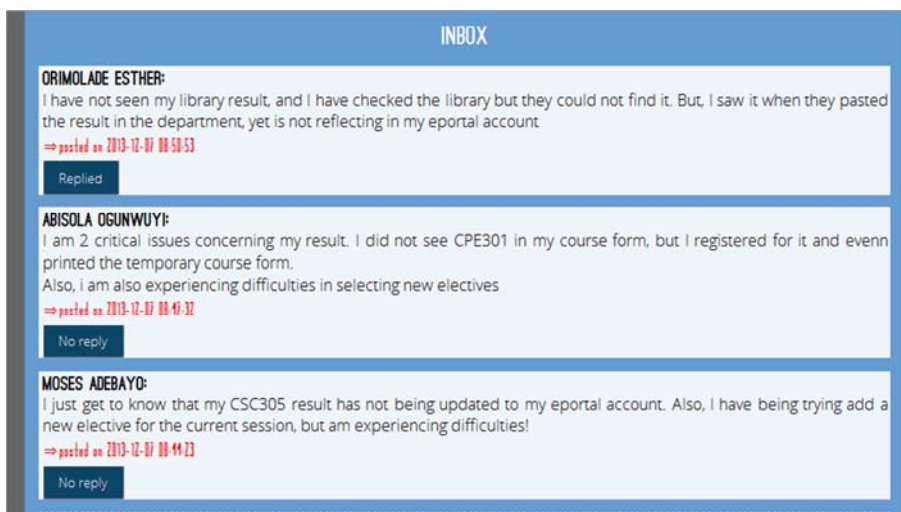 INBOX
ORIMOLADE ESTHER:
I have not seen my library result, and I have checked the library but they could not find it. But, I saw it when they pasted
the result in the department, yet is not reflecting in my eportal account
⇒posted on 2013-12-07 08:50:53
Replied
ABISOLA OGUNWUYI:
I am 2 critical issues concerning my result. I did not see CPE301 in my course form, but I registered for it and evenn
printed the temporary course form.
Also, i am also experiencing difficulties in selecting new electives
⇒posted on 2013-12-07 08:47:32
No reply
MOSES ADEBAYO:
I just get to know that my CSC305 result has not being updated to my eportal account. Also, I have being trying add a
new elective for the current session, but am experiencing difficulties!
⇒posted on 2013-12-07 08:44:23
No reply